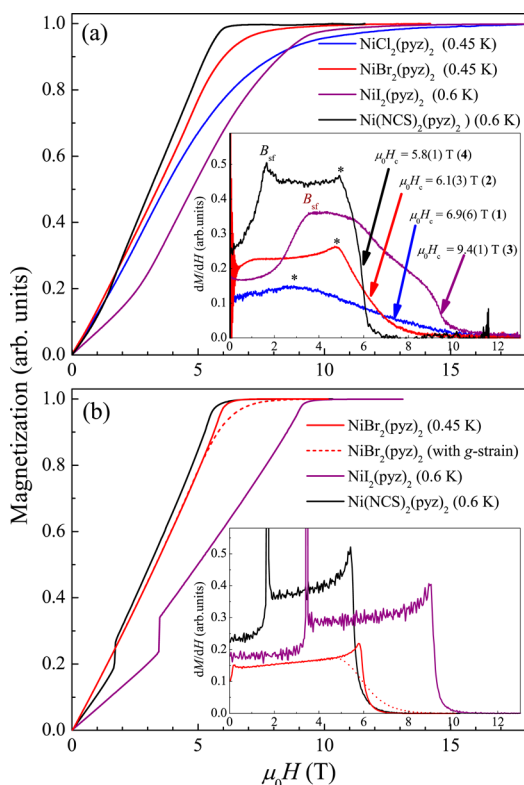 (a)
1.0
0.8
0.6
0.4
0.2
0.0
NiCl2(pyz)2 (0.45 K)
NiBr2(pyz)2 (0.45 K)
NiI2(pyz)2 (0.6 K)
Ni(NCS)2(pyz)2 ) (0.6 K)
dM/dH (arb.units)
0.5
0.4
0.3
0.2
0.1
0.0
Bsf
*
Bsf
*
*
μ0Hc = 5.8(1) T (4)
μ0Hc = 6.1(3) T (2)
μ0Hc = 6.9(6) T (1)
μ0Hc = 9.4(1) T (3)
0 2 4 6 8 10 12 14
Magnetization (arb. units)
(b)
1.0
0.8
0.6
0.4
0.2
0.0
NiBr2(pyz)2 (0.45 K)
NiBr2(pyz)2 (with g-strain)
NiI2(pyz)2 (0.6 K)
Ni(NCS)2(pyz)2 (0.6 K)
dM/dH (arb.units)
0.5
0.4
0.3
0.2
0.1
0.0
0 2 4 6 8 10 12 14
0 5 10 15
μ0H (T)